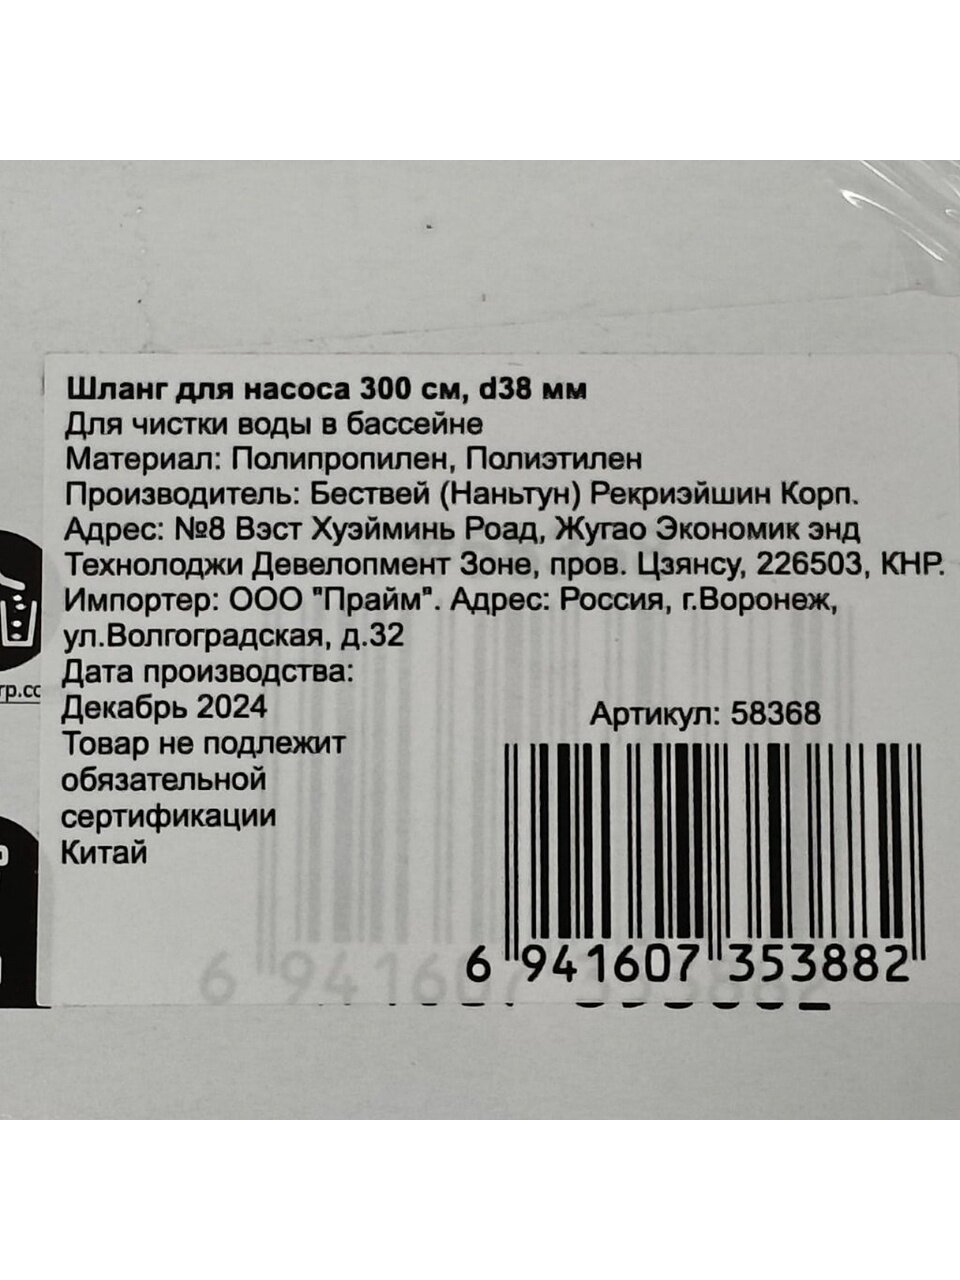 Шланг для насоса 300 см, d38 мм
Для чистки воды в бассейне
Материал: Полипропилен, Полиэтилен
Производитель: Бествей (Наньтун) Рекриэйшин Корп.
Адрес: №8 Вэст Хуэйминь Роад, Жугао Экономик энд
Технолоджи Девелопмент Зоне, пров. Цзянсу, 226503, КНР.
Импортер: ООО "Прайм". Адрес: Россия, г.Воронеж,
ул.Волгоградская, д.32
Дата производства:
Декабрь 2024
Товар не подлежит
обязательной
сертификации
Китай
Артикул: 58368
6 941607 353882